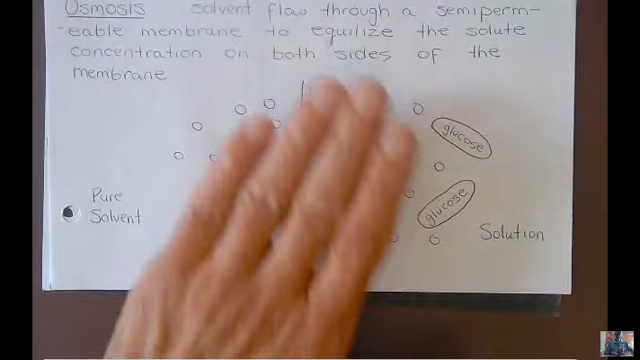 Osmosis solvent flow through a semiperm-
-eable membrane to equilize the solute
concentration on both sides of the
membrane
glucose
glucose
Pure
Solvent
Solution